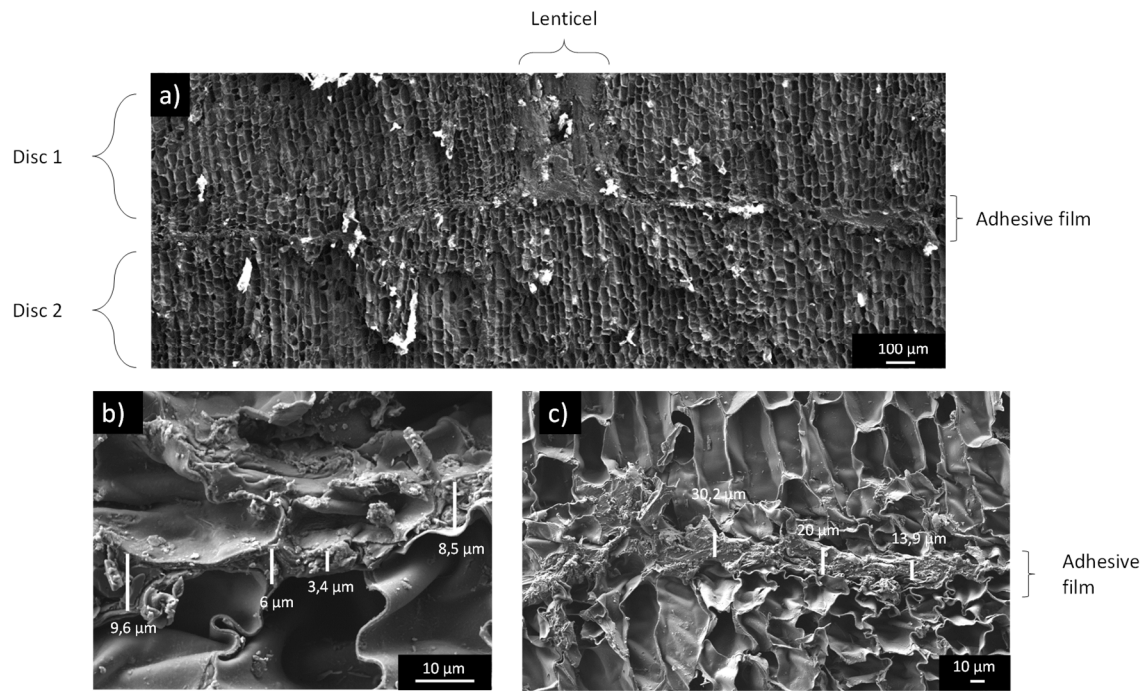 Lenticel
a)
Disc 1
Adhesive film
Disc 2
100 µm
b)
8,5 µm
3,4 µm
6 µm
9,6 µm
10 µm
c)
30,2 µm
20 µm
13,9 µm
Adhesive
film
10 µm